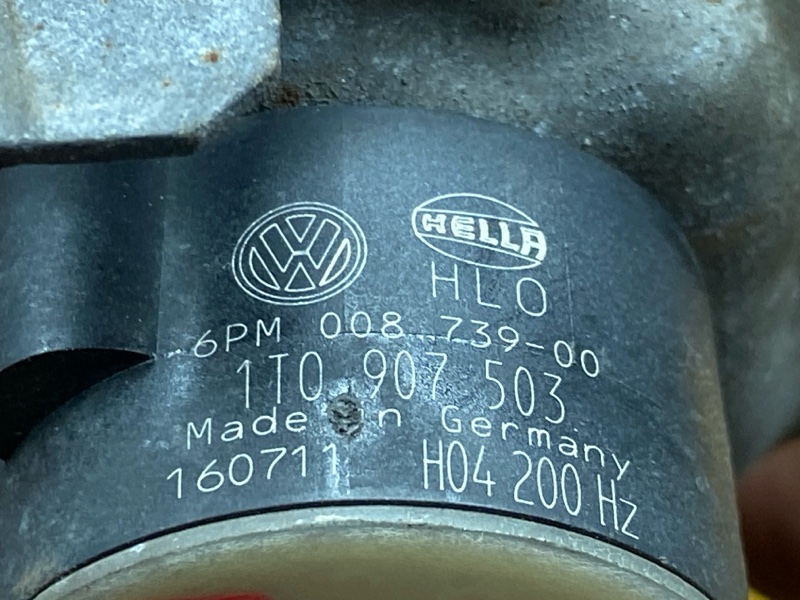 HELLA
HLO
6PM 008 739-00
1T0 907 503
Made in Germany
160711 H04 200 Hz